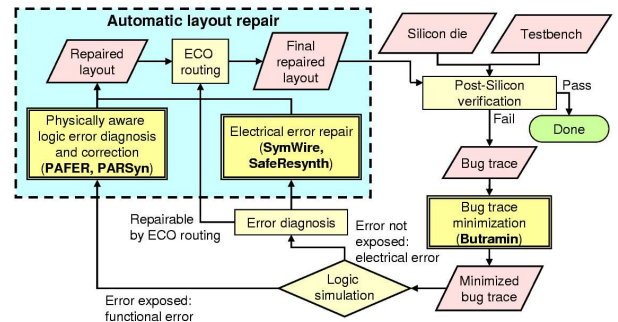 Automatic layout repair
Repaired
layout
ECO
routing
Final
repaired
layout
Physically aware
logic error diagnosis
and correction
(PAFER, PARSyn)
Electrical error repair
(SymWire,
SafeResynth)
Silicon die
Testbench
Post-Silicon
verification
Pass
Fail
Done
Bug trace
Bug trace
minimization
(Butramin)
Minimized
bug trace
Repairable
by ECO routing
Error diagnosis
Error not
exposed:
electrical error
Logic
simulation
Error exposed:
functional error